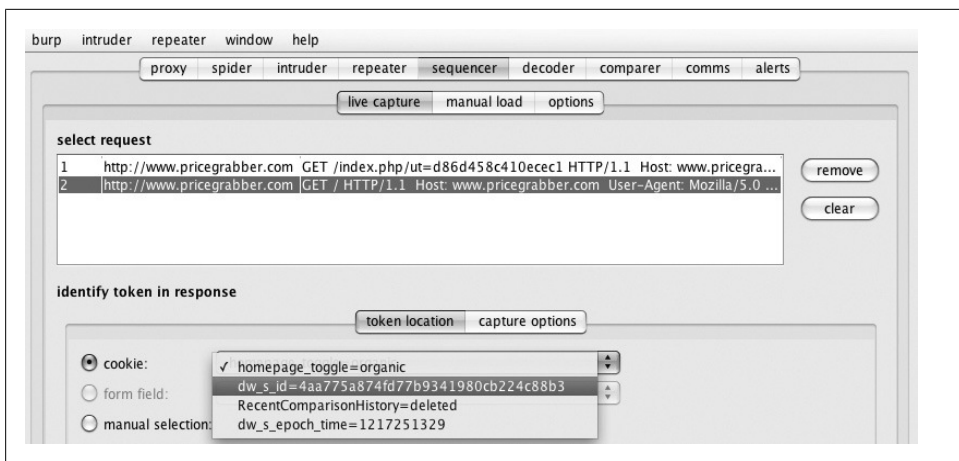 burp intruder repeater window help
proxy spider intruder repeater sequencer decoder comparer comms alerts
live capture manual load options
select request
1 http://www.pricegrabber.com GET /index.php/ut=d86d458c410ecec1 HTTP/1.1 Host: www.pricegra...
remove
2 http://www.pricegrabber.com GET / HTTP/1.1 Host: www.pricegrabber.com User-Agent: Mozilla/5.0 ...
clear
identify token in response
token location capture options
cookie:
✓ homepage_toggle=organic
dw_s_id=4aa775a874fd77b9341980cb224c88b3
form field:
RecentComparisonHistory=deleted
manual selection:
dw_s_epoch_time=1217251329